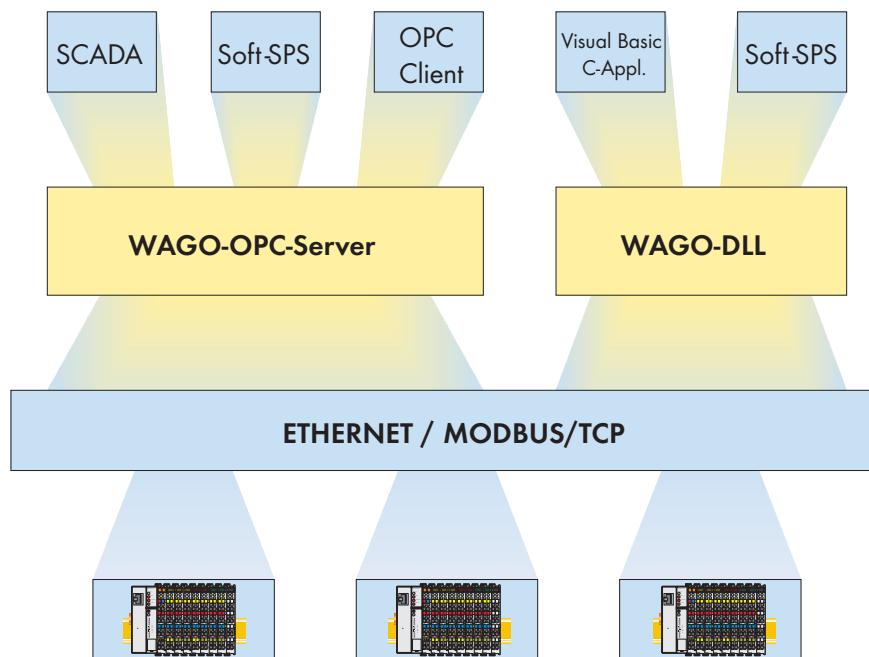 SCADA
Soft-SPS
OPC
Client
Visual Basic
C-Appl.
Soft-SPS
WAGO-OPC-Server
WAGO-DLL
ETHERNET / MODBUS/TCP